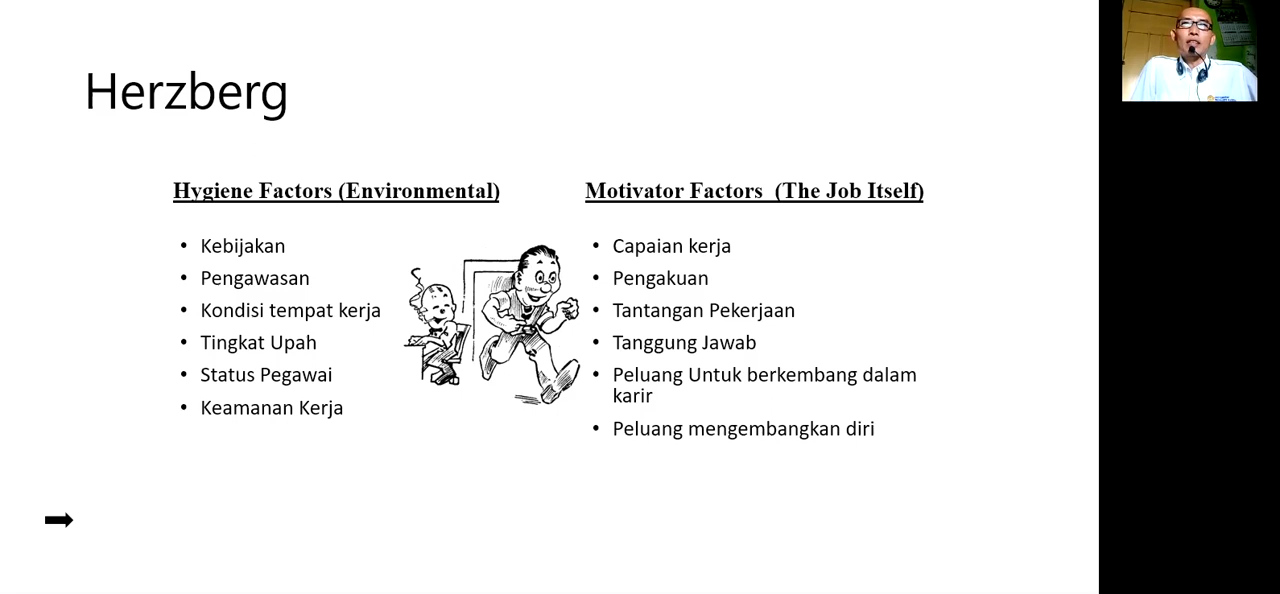 Herzberg
Hygiene Factors (Environmental)
• Kebijakan
• Pengawasan
• Kondisi tempat kerja
• Tingkat Upah
• Status Pegawai
• Keamanan Kerja
Motivator Factors (The Job Itself)
• Capaian kerja
• Pengakuan
• Tantangan Pekerjaan
• Tanggung Jawab
• Peluang Untuk berkembang dalam
karir
• Peluang mengembangkan diri